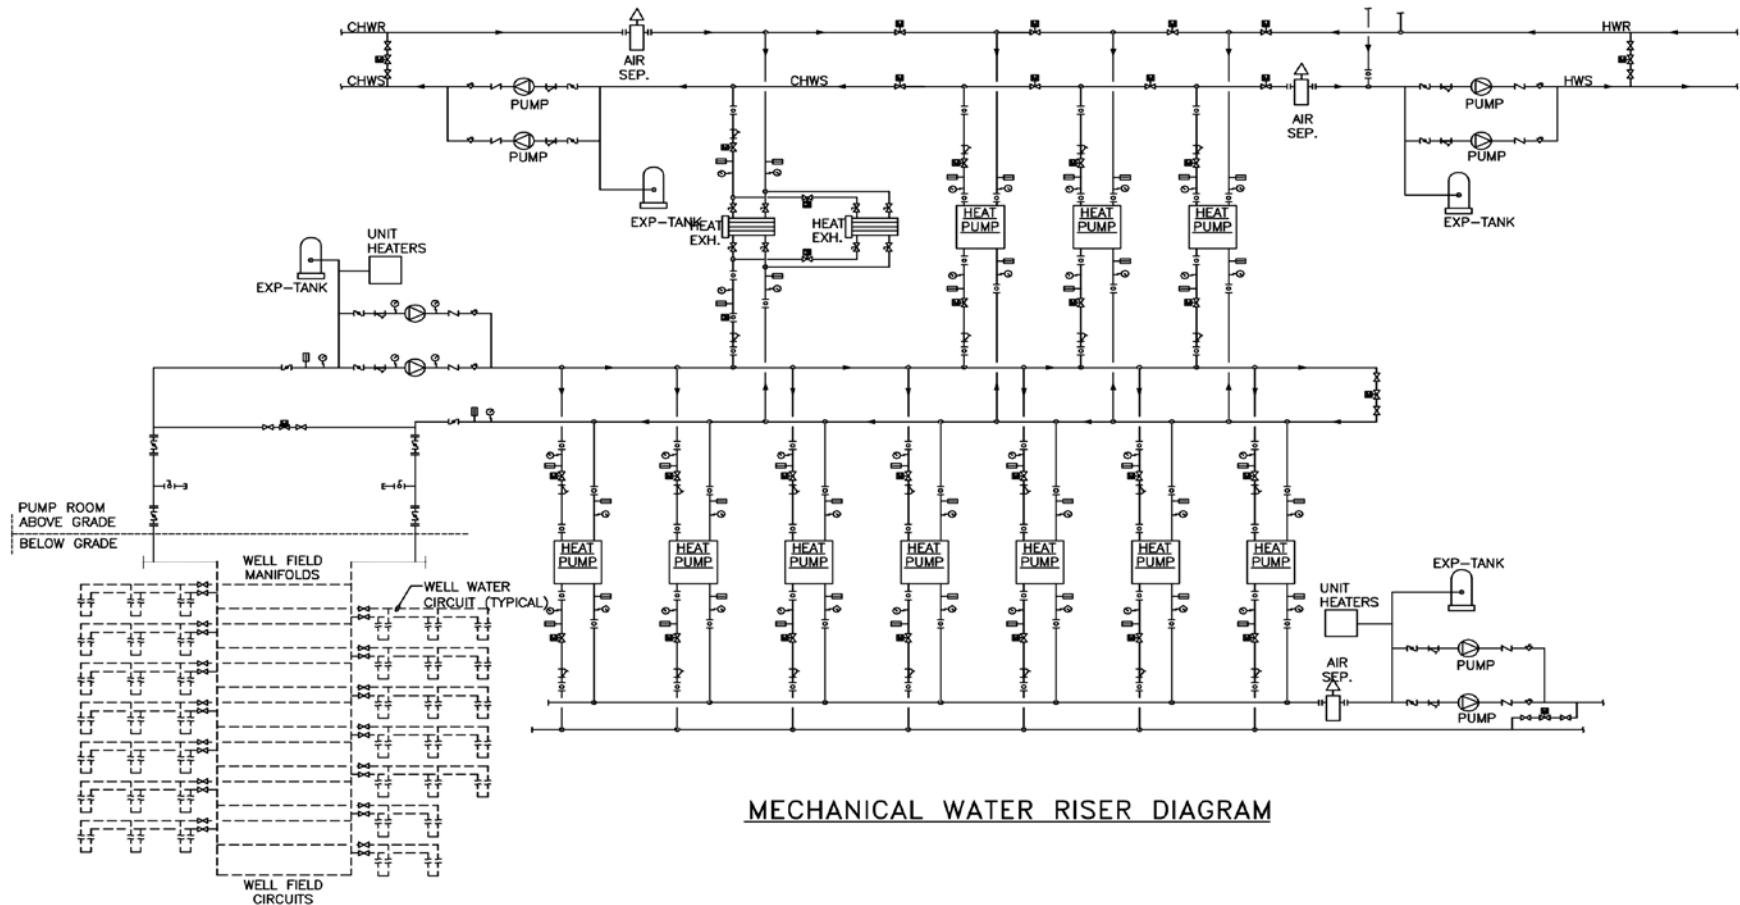 CHWR
HWR
AIR
SEP.
CHWS
CHWS
HWS
PUMP
PUMP
AIR
SEP.
PUMP
PUMP
EXP-TANK
EXP-TANK
HEAT
EXH.
HEAT
EXH.
HEAT
PUMP
HEAT
PUMP
HEAT
PUMP
UNIT
HEATERS
EXP-TANK
PUMP ROOM
ABOVE GRADE
BELOW GRADE
WELL FIELD
MANIFOLDS
WELL WATER
CIRCUIT (TYPICAL)
HEAT
PUMP
HEAT
PUMP
HEAT
PUMP
HEAT
PUMP
HEAT
PUMP
HEAT
PUMP
HEAT
PUMP
EXP-TANK
UNIT
HEATERS
AIR
SEP.
PUMP
PUMP
MECHANICAL WATER RISER DIAGRAM
WELL FIELD
CIRCUITS